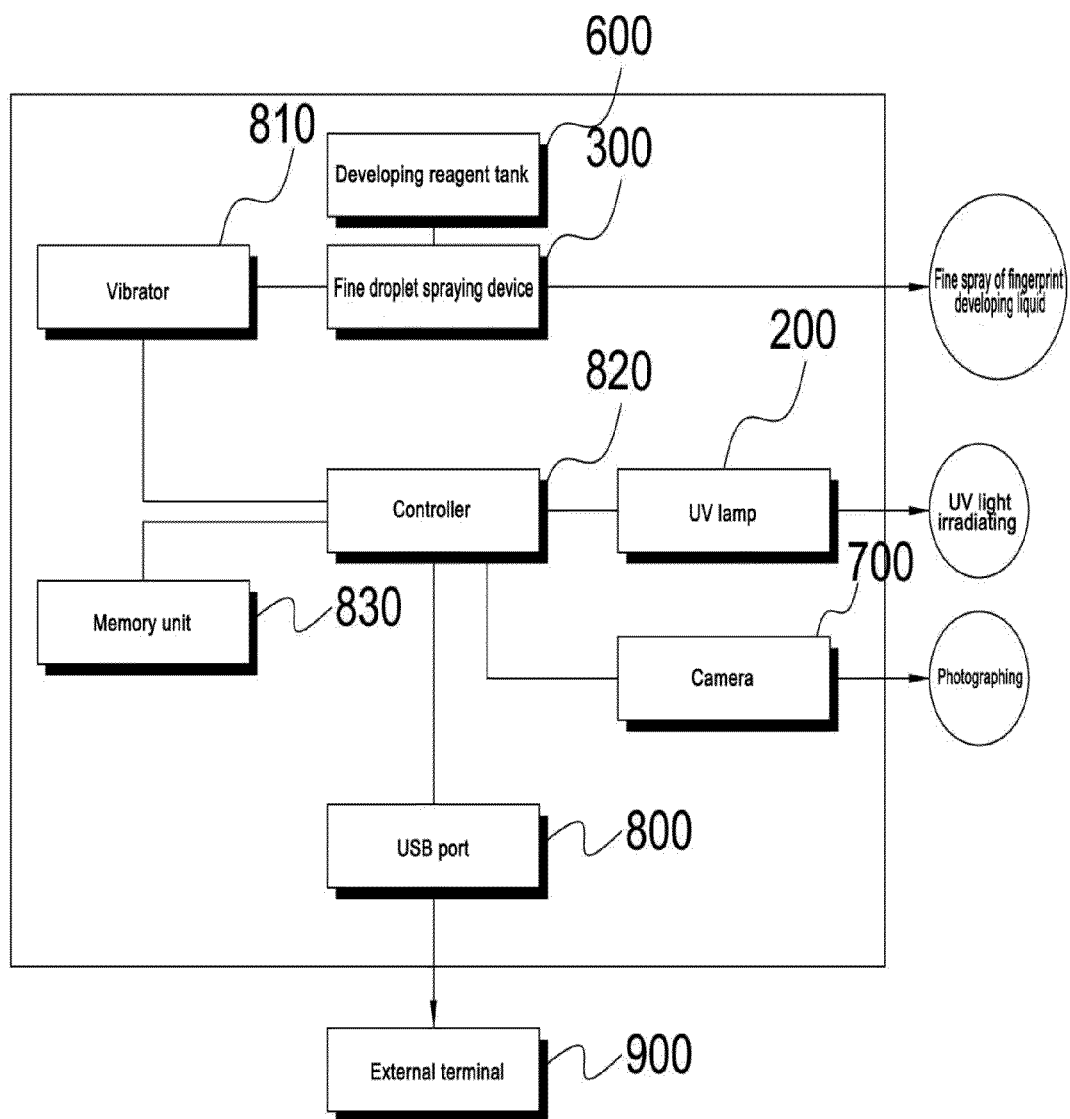 600
810
Developing reagent tank
300
Vibrator
Fine droplet spraying device
Fine spray of fingerprint
developing liquid
200
820
Controller
UV lamp
UV light
irradiating
700
Memory unit
830
Camera
Photographing
USB port
800
External terminal
900